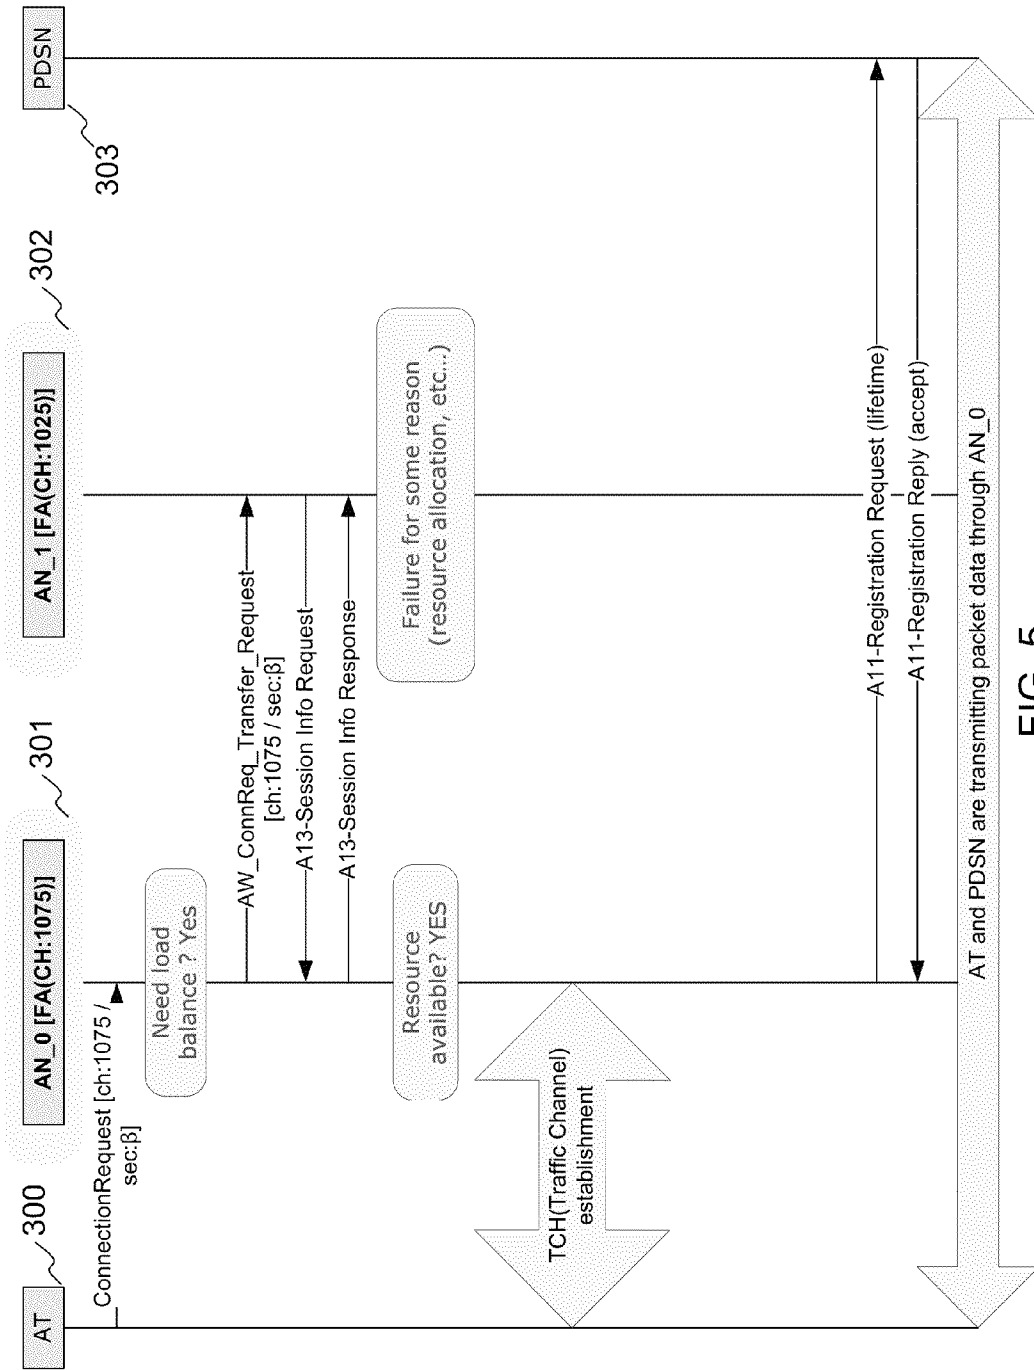 AT
300
AN_0 [FA(CH:1075)]
301
AN_1 [FA(CH:1025)]
302
PDSN
303
ConnectionRequest [ch:1075 /
sec:β]
Need load
balance ? Yes
AW_ConnReq_Transfer_Request
[ch:1075 / sec:β]
A13-Session Info Request
A13-Session Info Response
Resource
available? YES
Failure for some reason
(resource allocation, etc...)
TCH(Traffic Channel)
establishment
A11-Registration Request (lifetime)
A11-Registration Reply (accept)
AT and PDSN are transmitting packet data through AN_0
FIG. 5